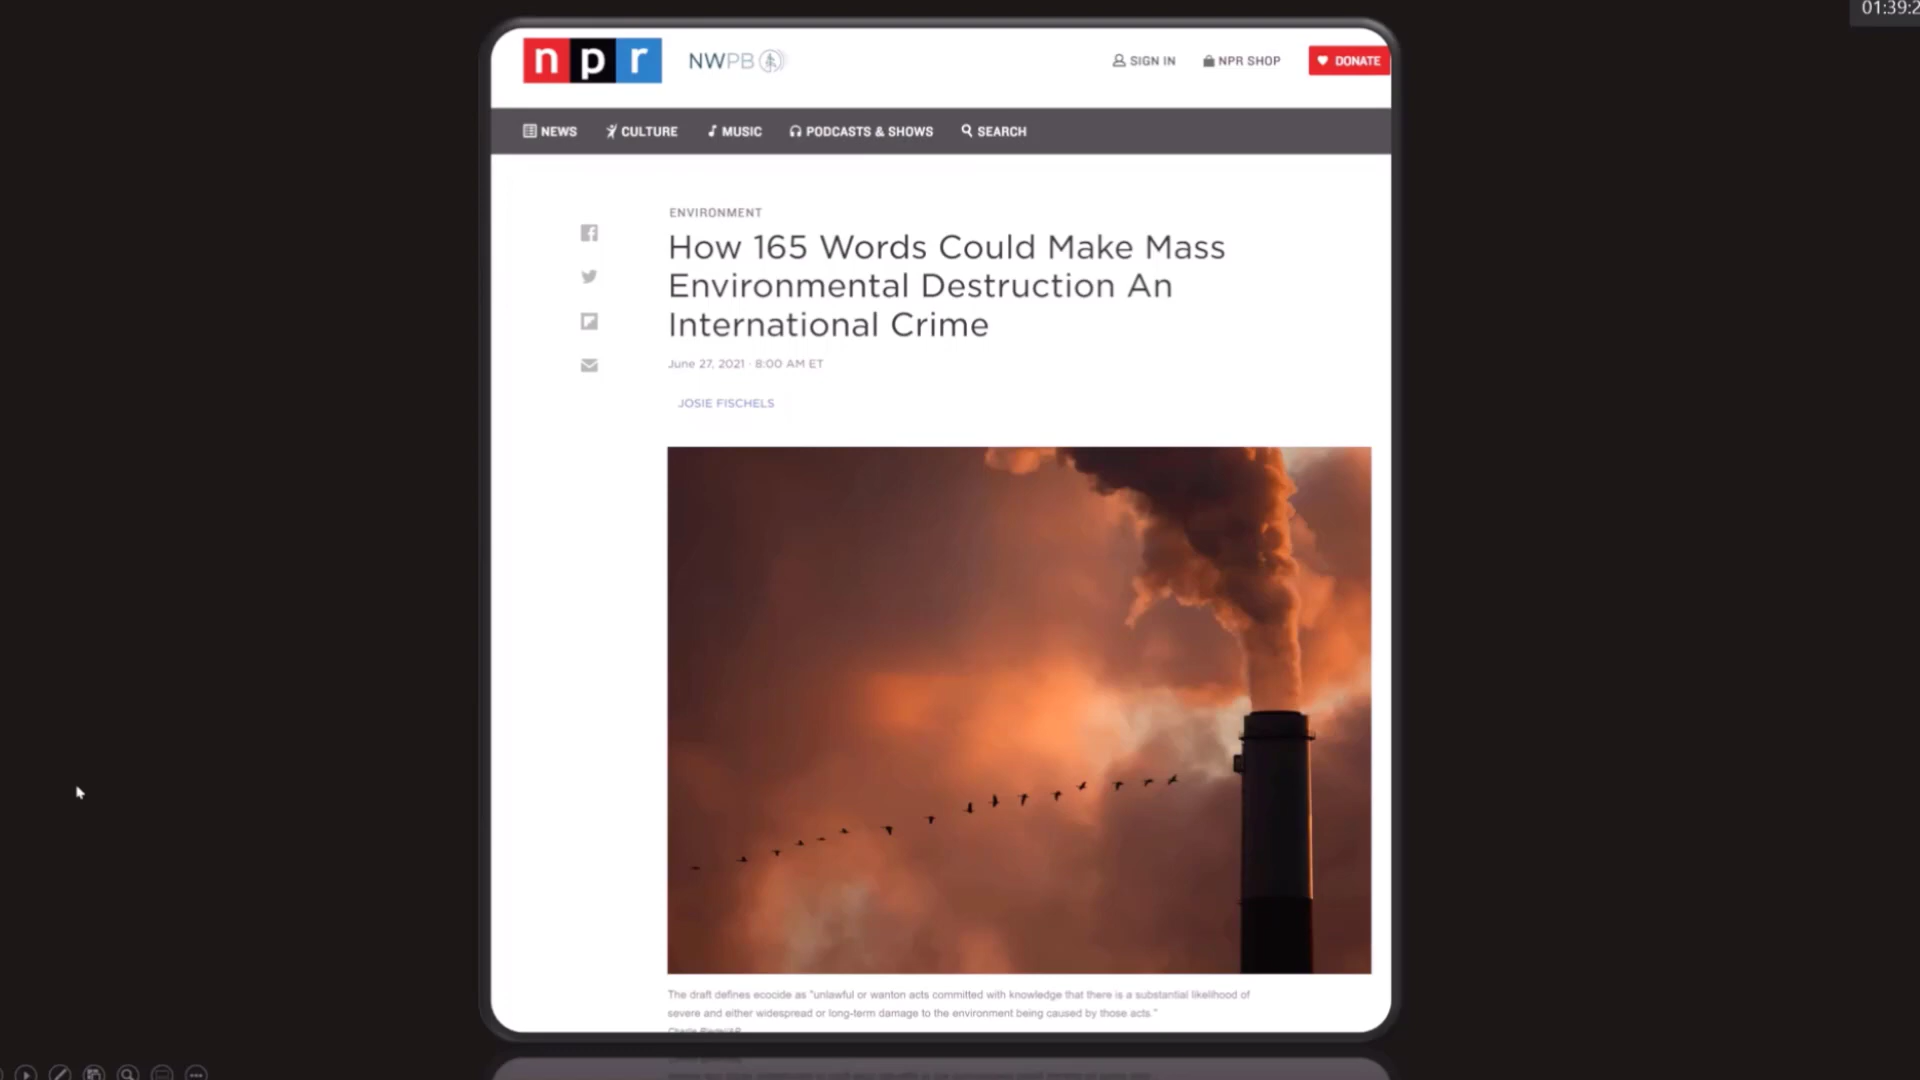 01:39:2
npr NWPB SIGN IN NPR SHOP DONATE
NEWS CULTURE MUSIC PODCASTS & SHOWS SEARCH
ENVIRONMENT
How 165 Words Could Make Mass
Environmental Destruction An
International Crime
June 27, 2021 · 8:00 AM ET
JOSIE FISCHELS
The draft defines ecocide as "unlawful or wanton acts committed with knowledge that there is a substantial likelihood of
severe and either widespread or long-term damage to the environment being caused by those acts."